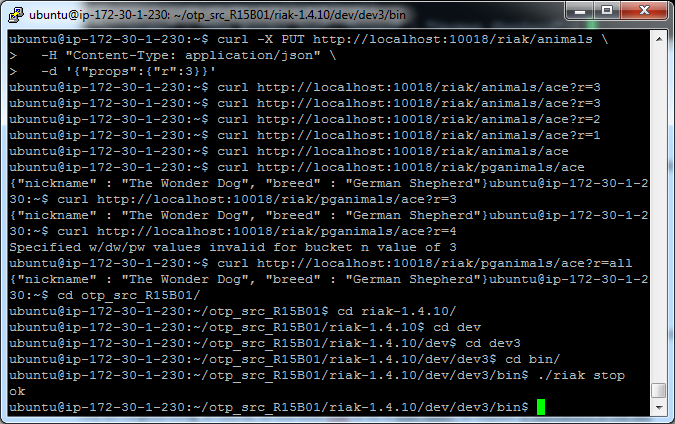 ubuntu@ip-172-30-1-230: ~/otp_src_R15B01/riak-1.4.10/dev/dev3/bin
ubuntu@ip-172-30-1-230:~$ curl -X PUT http://localhost:10018/riak/animals \
>   -H "Content-Type: application/json" \
>   -d '{"props":{"r":3}}'
ubuntu@ip-172-30-1-230:~$ curl http://localhost:10018/riak/animals/ace?r=3
ubuntu@ip-172-30-1-230:~$ curl http://localhost:10018/riak/animals/ace?r=3
ubuntu@ip-172-30-1-230:~$ curl http://localhost:10018/riak/animals/ace?r=2
ubuntu@ip-172-30-1-230:~$ curl http://localhost:10018/riak/animals/ace?r=1
ubuntu@ip-172-30-1-230:~$ curl http://localhost:10018/riak/animals/ace
ubuntu@ip-172-30-1-230:~$ curl http://localhost:10018/riak/pganimals/ace
{"nickname" : "The Wonder Dog", "breed" : "German Shepherd"}ubuntu@ip-172-30-1-2
30:~$ curl http://localhost:10018/riak/pganimals/ace?r=3
{"nickname" : "The Wonder Dog", "breed" : "German Shepherd"}ubuntu@ip-172-30-1-2
30:~$ curl http://localhost:10018/riak/pganimals/ace?r=4
Specified w/dw/pw values invalid for bucket n value of 3
ubuntu@ip-172-30-1-230:~$ curl http://localhost:10018/riak/pganimals/ace?r=all
{"nickname" : "The Wonder Dog", "breed" : "German Shepherd"}ubuntu@ip-172-30-1-2
30:~$ cd otp_src_R15B01/
ubuntu@ip-172-30-1-230:~/otp_src_R15B01$ cd riak-1.4.10/
ubuntu@ip-172-30-1-230:~/otp_src_R15B01/riak-1.4.10$ cd dev
ubuntu@ip-172-30-1-230:~/otp_src_R15B01/riak-1.4.10/dev$ cd dev3
ubuntu@ip-172-30-1-230:~/otp_src_R15B01/riak-1.4.10/dev/dev3$ cd bin/
ubuntu@ip-172-30-1-230:~/otp_src_R15B01/riak-1.4.10/dev/dev3/bin$ ./riak stop
ok
ubuntu@ip-172-30-1-230:~/otp_src_R15B01/riak-1.4.10/dev/dev3/bin$